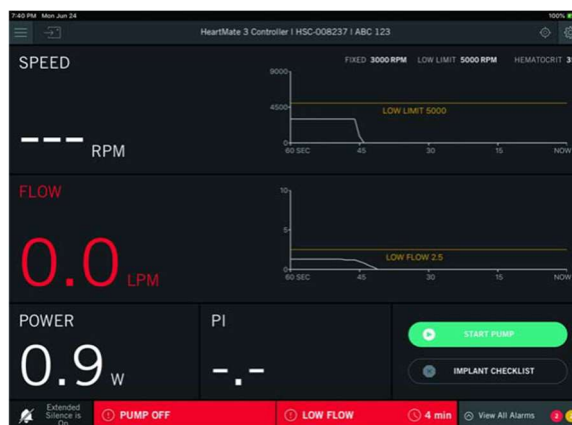 7:40 PM Mon Jun 24
100%
HeartMate 3 Controller I HSC-008237 I ABC 123
SPEED
FIXED 3000 RPM LOW LIMIT 5000 RPM HEMATOCRIT
9000
4500
LOW LIMIT 5000
0
60 SEC 45 30 15 NOW
--- RPM
FLOW
10
5
LOW FLOW 2.5
0
60 SEC 45 30 15 NOW
0.0 LPM
POWER
0.9 W
PI
-.-
START PUMP
IMPLANT CHECKLIST
Extended
Silence is
On
PUMP OFF
LOW FLOW
4 min
View All Alarms
2